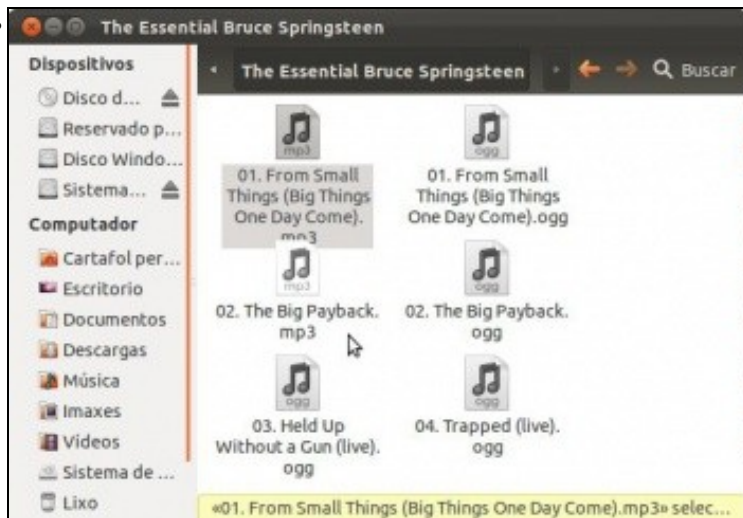 The Essential Bruce Springsteen
Dispositivos
Disco d...
Reservado p...
Disco Windo...
Sistema...
Computador
Cartafol per...
Escritorio
Documentos
Descargas
Música
Imaxes
Vídeos
Sistema de ...
Lixo
The Essential Bruce Springsteen
Buscar
mp3
01. From Small
Things (Big Things
One Day Come).
mp3
ogg
01. From Small
Things (Big Things
One Day Come).ogg
mp3
02. The Big Payback.
mp3
ogg
02. The Big Payback.
ogg
ogg
03. Held Up
Without a Gun (live).
ogg
ogg
04. Trapped (live).
ogg
«01. From Small Things (Big Things One Day Come).mp3» selec...